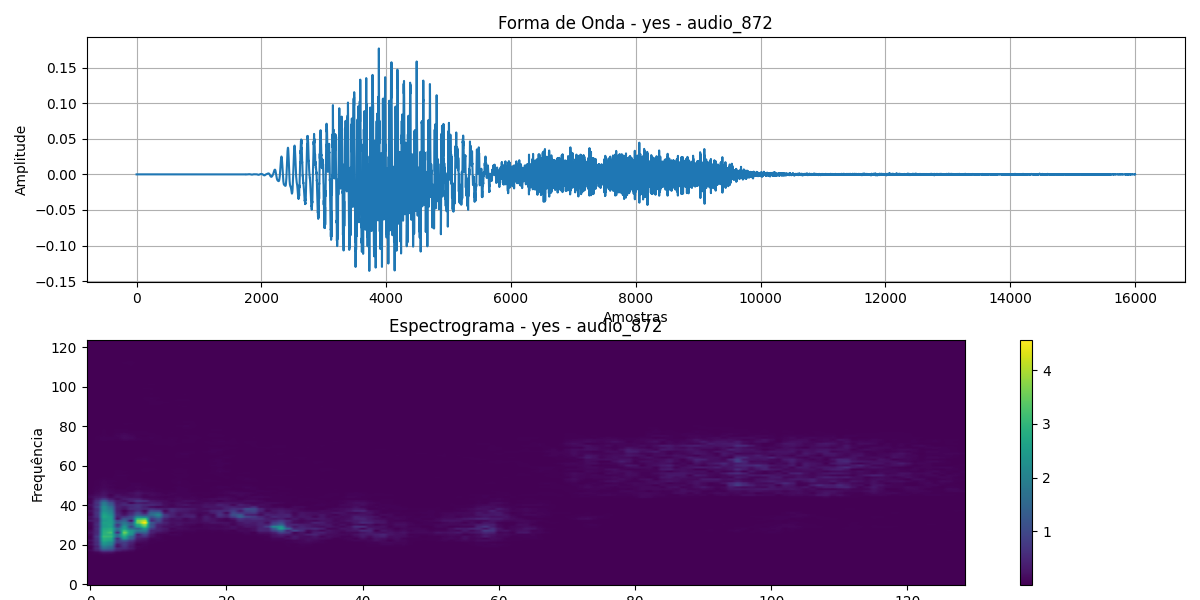 Forma de Onda - yes - audio_872
Amplitude
0.15
0.10
0.05
0.00
−0.05
−0.10
−0.15
0 2000 4000 6000 8000 10000 12000 14000 16000
Amostras
Espectrograma - yes - audio_872
Frequência
120
100
80
60
40
20
0
4
3
2
1
0 20 40 60 80 100 120